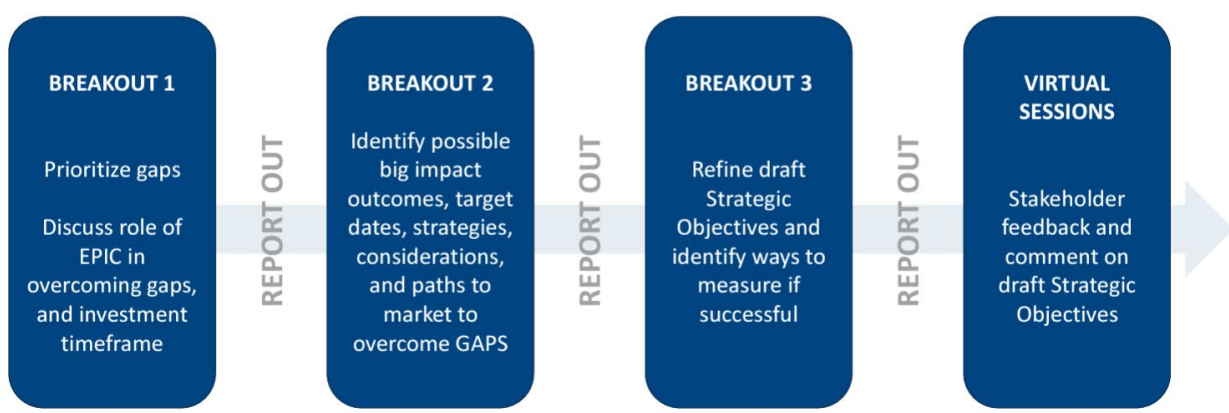 BREAKOUT 1
Prioritize gaps
Discuss role of
EPIC in
overcoming gaps,
and investment
timeframe
REPORT OUT
BREAKOUT 2
Identify possible
big impact
outcomes, target
dates, strategies,
considerations,
and paths to
market to
overcome GAPS
REPORT OUT
BREAKOUT 3
Refine draft
Strategic
Objectives and
identify ways to
measure if
successful
REPORT OUT
VIRTUAL
SESSIONS
Stakeholder
feedback and
comment on
draft Strategic
Objectives